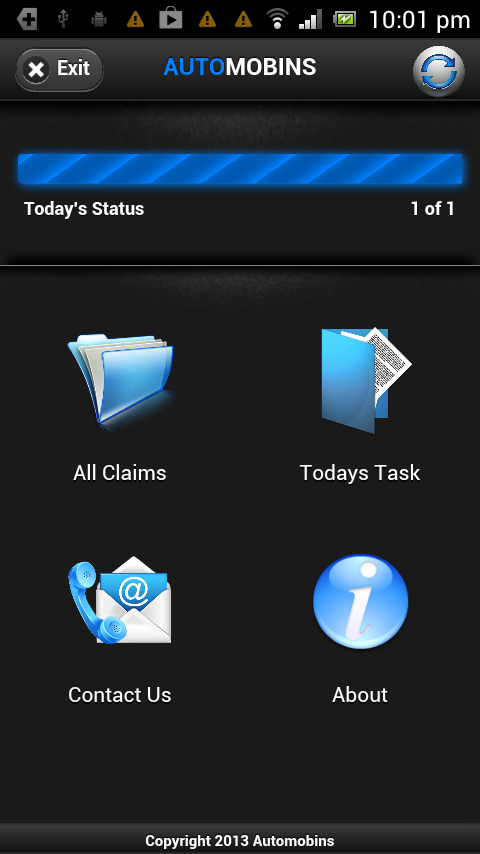 10:01 pm
Exit
AUTOMOBINS
Today's Status
1 of 1
All Claims
Todays Task
@
Contact Us
i
About
Copyright 2013 Automobins